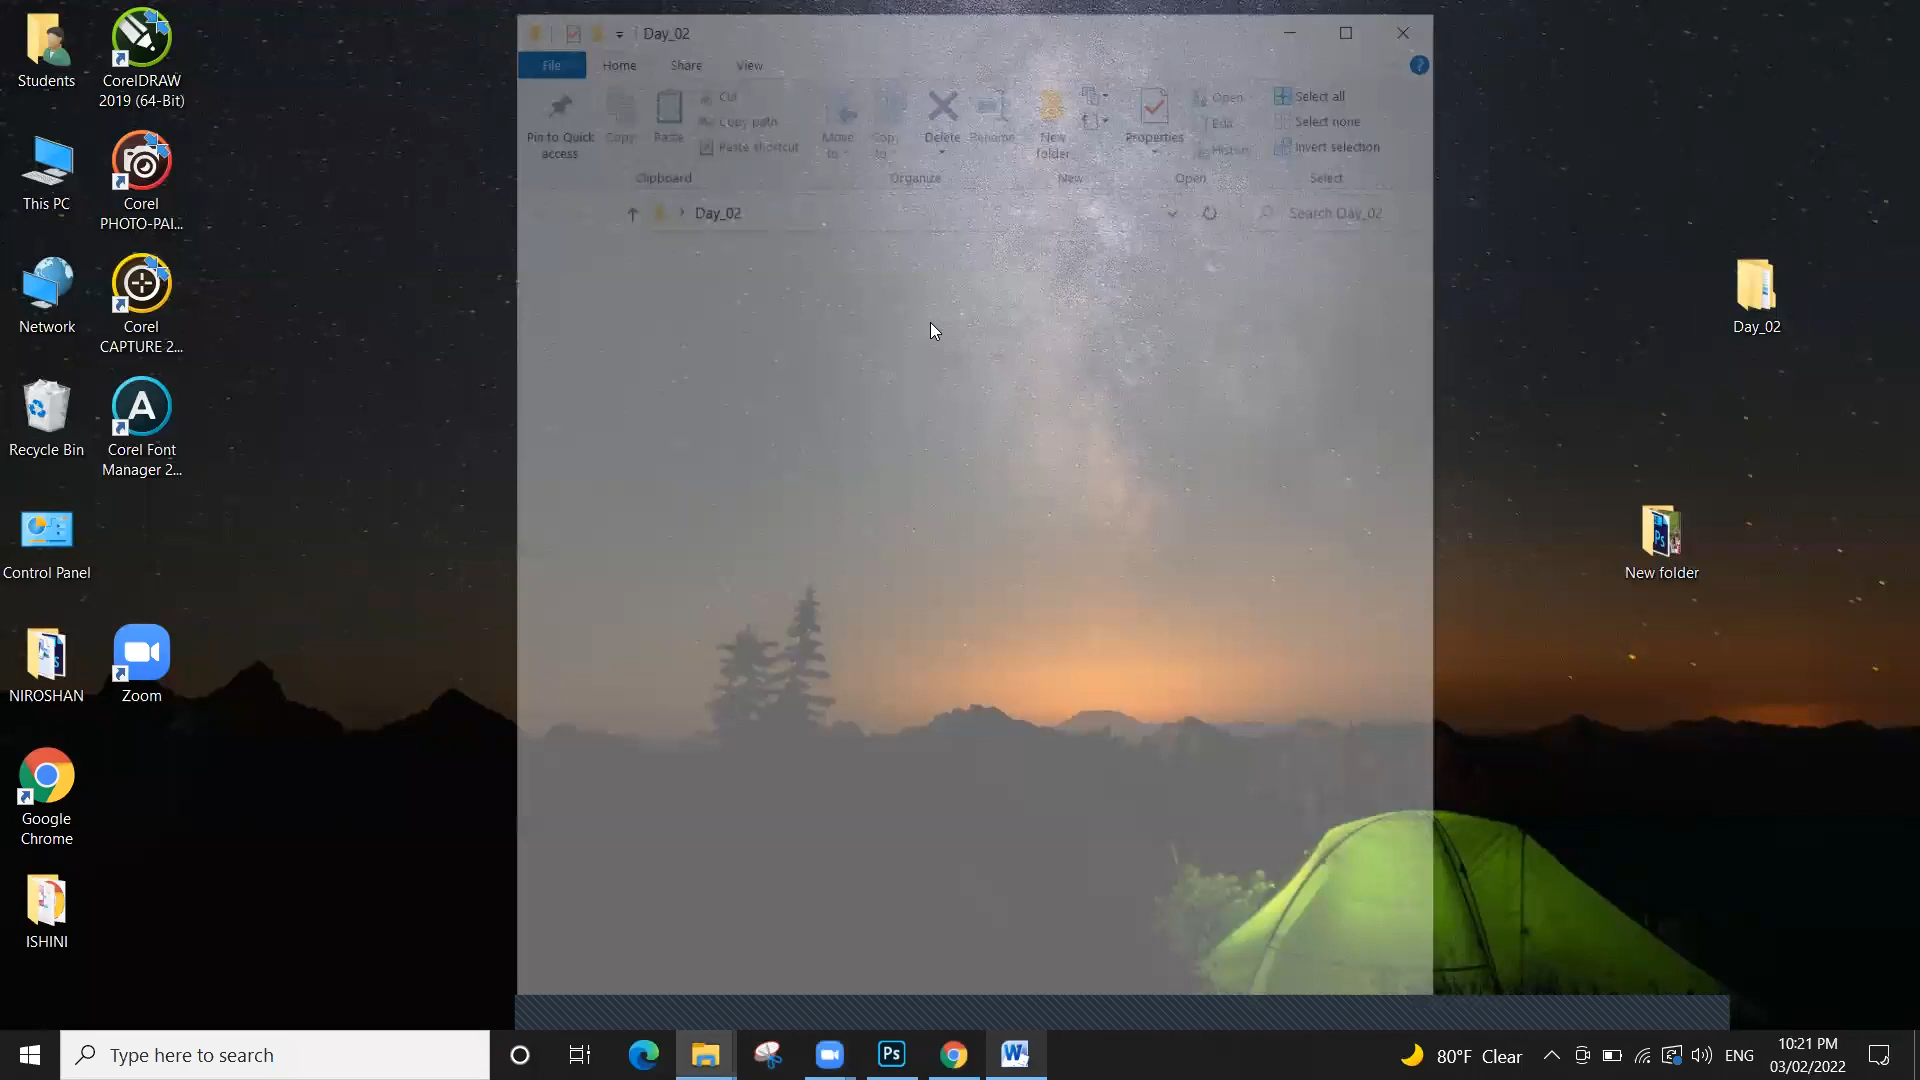 Students
CorelDRAW
2019 (64-Bit)
This PC
Corel
PHOTO-PAI...
Network
Corel
CAPTURE 2...
Recycle Bin
Corel Font
Manager 2...
Control Panel
NIROSHAN
Zoom
Google
Chrome
ISHINI
Day_02
File
Home
Share
View
Pin to Quick
access
Copy
Paste
Cut
Copy path
Paste shortcut
Clipboard
Move
to
Copy
to
Delete
Rename
Organize
New
folder
New
Properties
Open
Edit
History
Open
Select all
Select none
Invert selection
Select
Day_02
Search Day_02
Day_02
New folder
Ps
Type here to search
Ps
W
80°F Clear
ENG
10:21 PM
03/02/2022